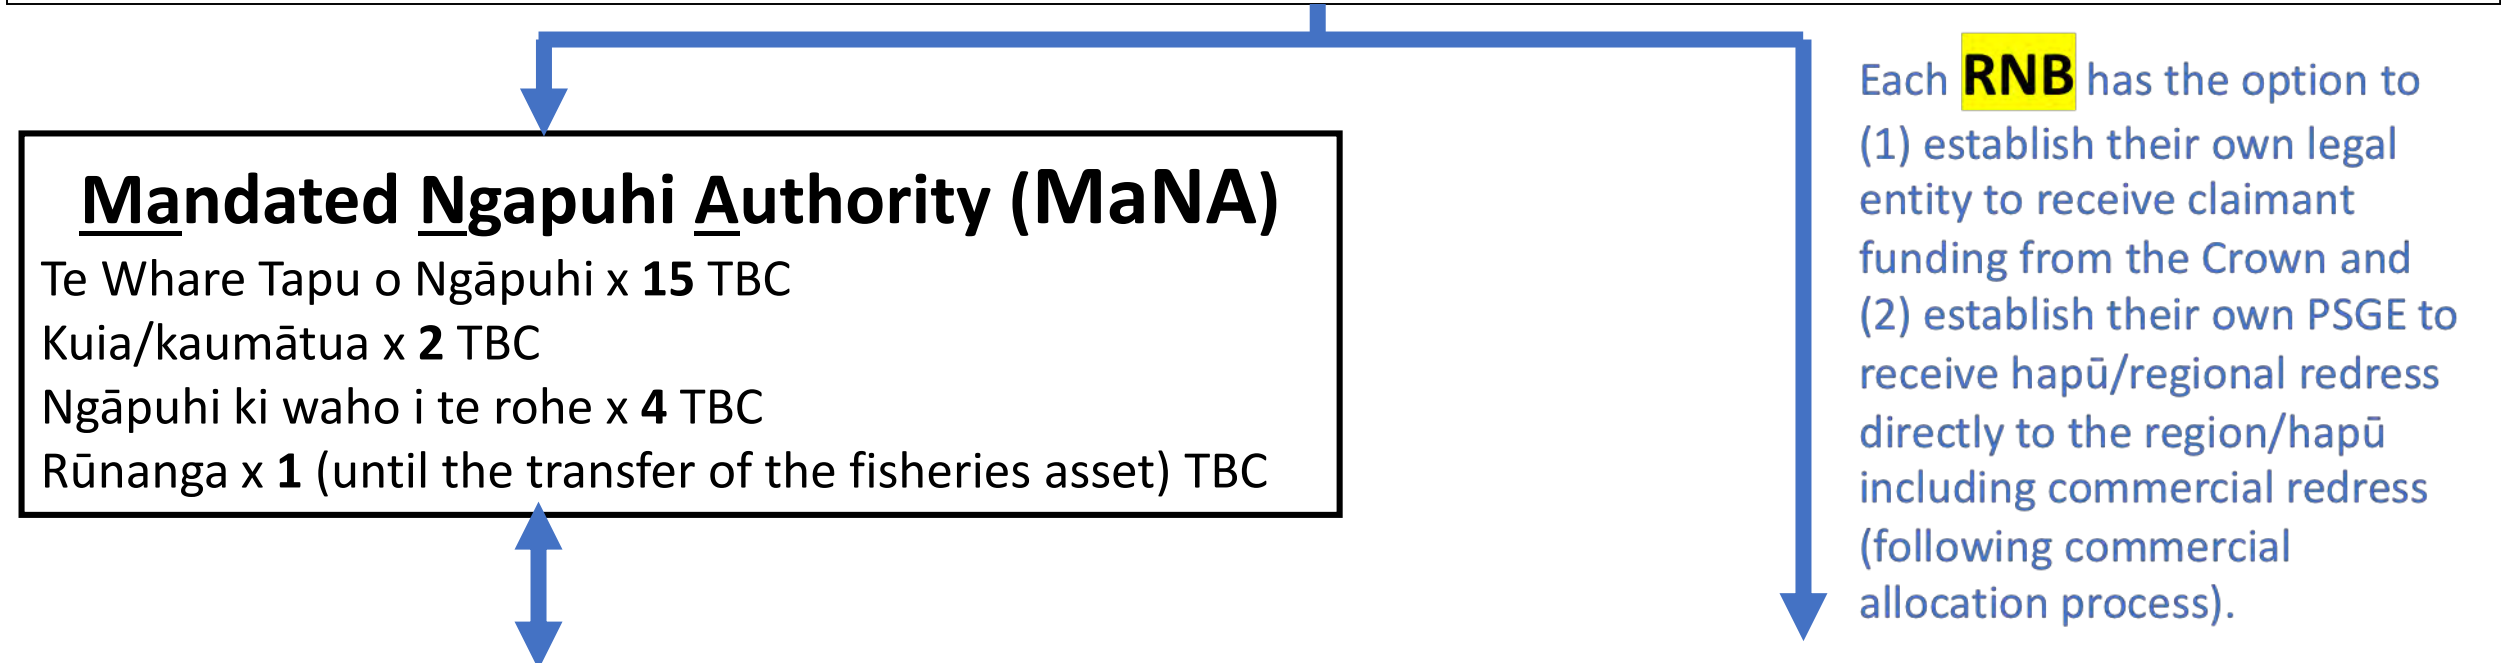 Mandated Ngapuhi Authority (MaNA)
Te Whare Tapu o Ngāpuhi x 15 TBC
Kuia/kaumātua x 2 TBC
Ngāpuhi ki waho i te rohe x 4 TBC
Rūnanga x 1 (until the transfer of the fisheries asset) TBC
Each RNB has the option to
(1) establish their own legal
entity to receive claimant
funding from the Crown and
(2) establish their own PSGE to
receive hapū/regional redress
directly to the region/hapū
including commercial redress
(following commercial
allocation process).